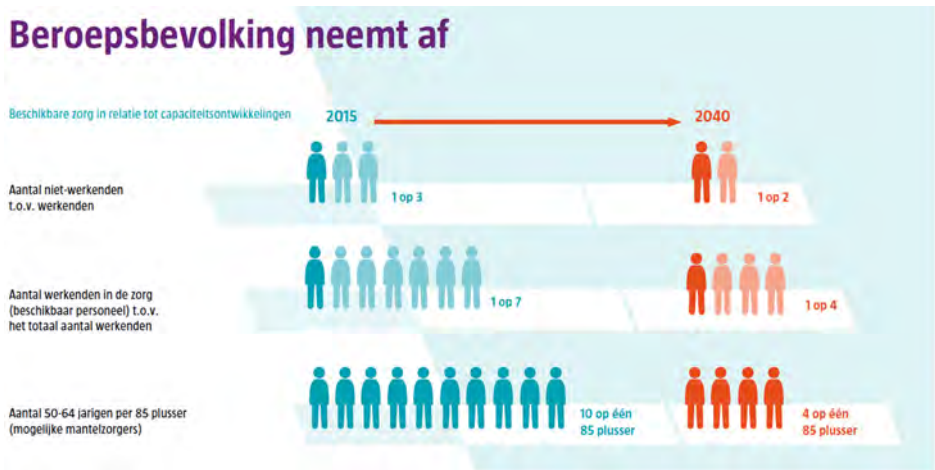 Beroepsbevolking neemt af
Beschikbare zorg in relatie tot capaciteitsontwikkelingen
2015
2040
Aantal niet-werkenden
t.o.v. werkenden
1 op 3
1 op 2
Aantal werkenden in de zorg
(beschikbaar personeel) t.o.v.
het totaal aantal werkenden
1 op 7
1 op 4
Aantal 50-64 jarigen per 85 plusser
(mogelijke mantelzorgers)
10 op één
85 plusser
4 op één
85 plusser